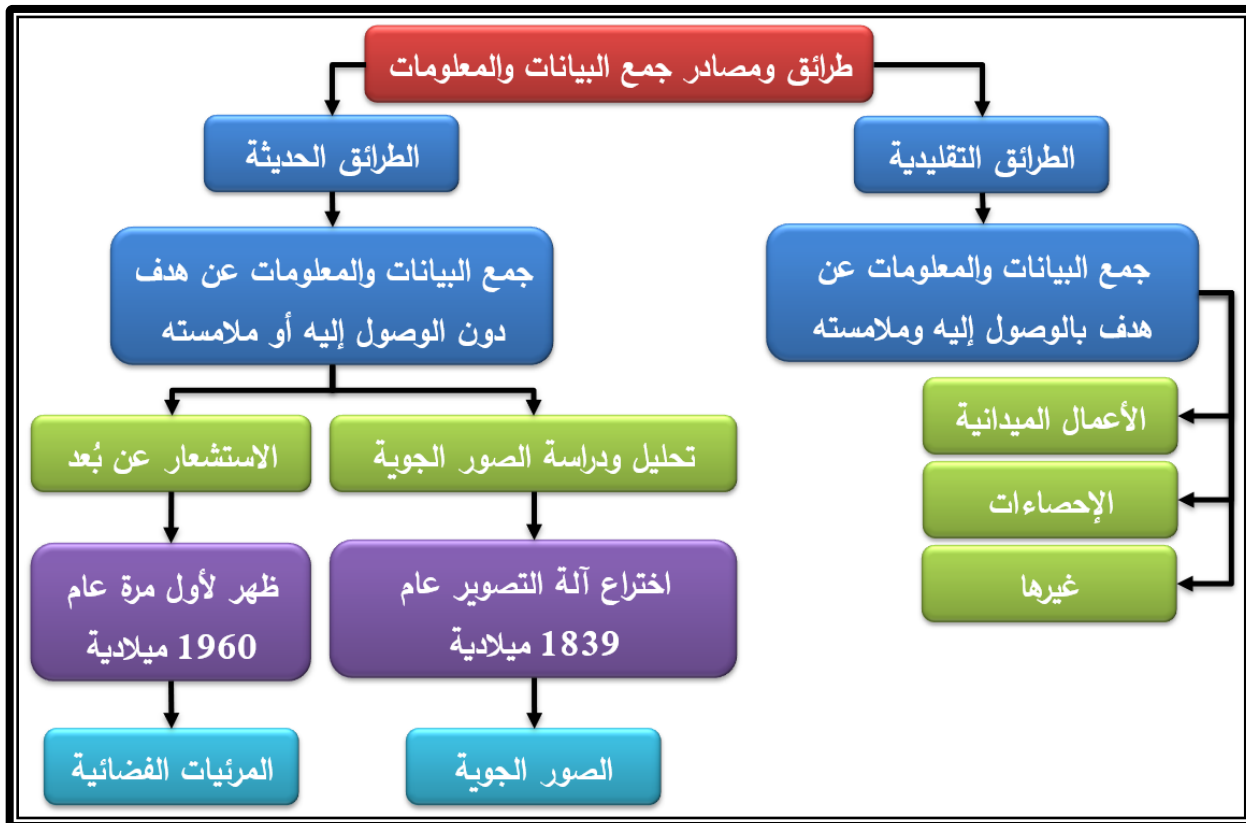 طرائق ومصادر جمع البيانات والمعلومات
الطرائق التقليدية
جمع البيانات والمعلومات عن
هدف بالوصول إليه وملامسته
الأعمال الميدانية
الإحصاءات
غيرها
الطرائق الحديثة
جمع البيانات والمعلومات عن هدف
دون الوصول إليه أو ملامسته
تحليل ودراسة الصور الجوية
اختراع آلة التصوير عام
1839 ميلادية
الصور الجوية
الاستشعار عن بُعد
ظهر لأول مرة عام
1960 ميلادية
المرئيات الفضائية